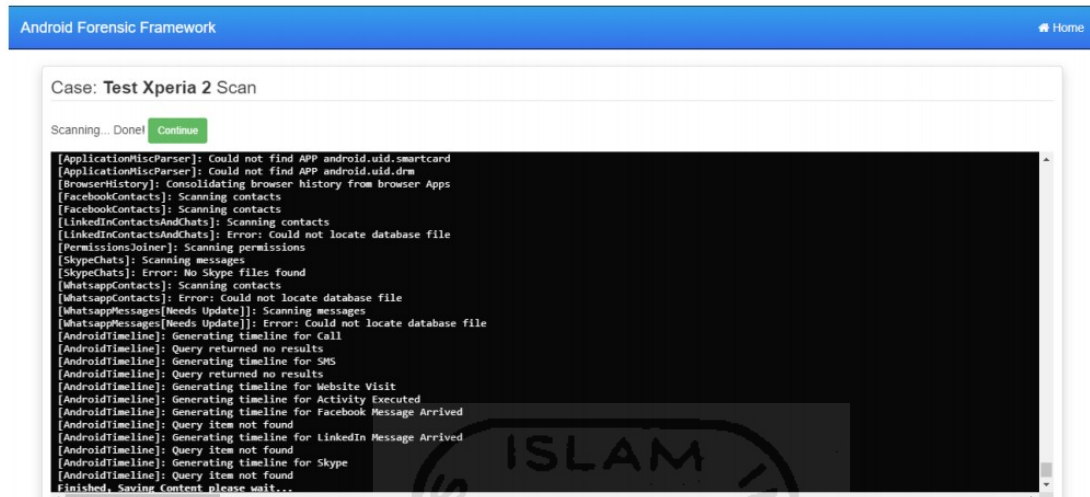 Android Forensic Framework
Home
Case: Test Xperia 2 Scan
Scanning... Done! Continue
[ApplicationMiscParser]: Could not find APP android.uid.smartcard
[ApplicationMiscParser]: Could not find APP android.uid.drm
[BrowserHistory]: Consolidating browser history from browser Apps
[FacebookContacts]: Scanning contacts
[FacebookContacts]: Scanning contacts
[LinkedInContactsAndChats]: Scanning contacts
[LinkedInContactsAndChats]: Error: Could not locate database file
[PermissionsJoiner]: Scanning permissions
[SkypeChats]: Scanning messages
[SkypeChats]: Error: No Skype files found
[WhatsappContacts]: Scanning contacts
[WhatsappContacts]: Error: Could not locate database file
[WhatsappMessages[Needs Update]]: Scanning messages
[WhatsappMessages[Needs Update]]: Error: Could not locate database file
[AndroidTimeline]: Generating timeline for Call
[AndroidTimeline]: Query returned no results
[AndroidTimeline]: Generating timeline for SMS
[AndroidTimeline]: Query returned no results
[AndroidTimeline]: Generating timeline for Website Visit
[AndroidTimeline]: Generating timeline for Activity Executed
[AndroidTimeline]: Generating timeline for Facebook Message Arrived
[AndroidTimeline]: Query item not found
[AndroidTimeline]: Generating timeline for LinkedIn Message Arrived
[AndroidTimeline]: Query item not found
[AndroidTimeline]: Generating timeline for Skype
[AndroidTimeline]: Query item not found
Finished, Saving Content please wait...
ISLAM